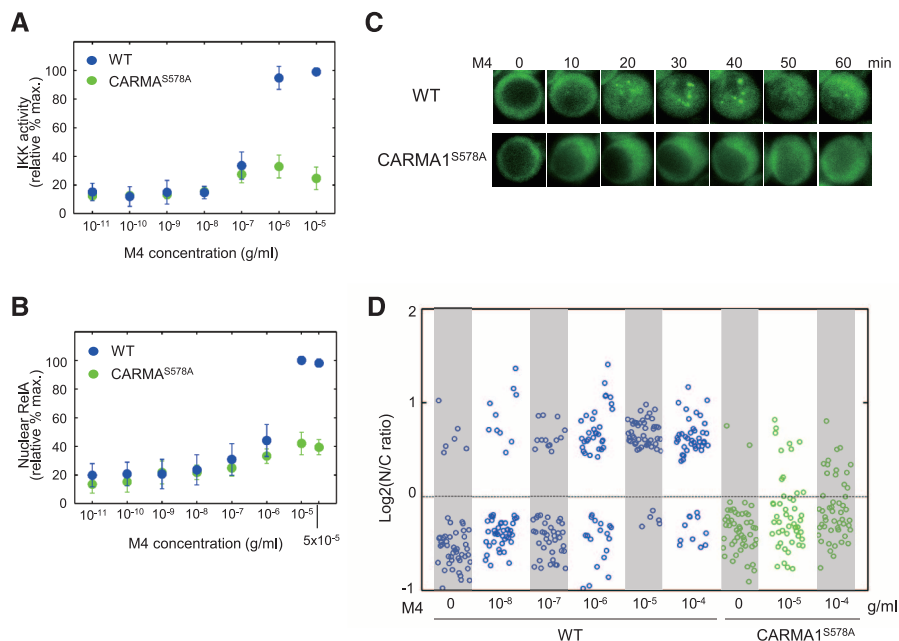 A
WT
CARMA^S578A
IKK activity
(relative % max.)
100
80
60
40
20
0
10^-11 10^-10 10^-9 10^-8 10^-7 10^-6 10^-5
M4 concentration (g/ml)
B
WT
CARMA^S578A
Nuclear RelA
(relative % max.)
100
80
60
40
20
0
10^-11 10^-10 10^-9 10^-8 10^-7 10^-6 10^-5
5x10^-5
M4 concentration (g/ml)
C
M4 0 10 20 30 40 50 60 min
WT
CARMA1^S578A
D
Log2(N/C ratio)
2
1
0
-1
M4 0 10^-8 10^-7 10^-6 10^-5 10^-4 0 10^-5 10^-4 g/ml
WT CARMA1^S578A